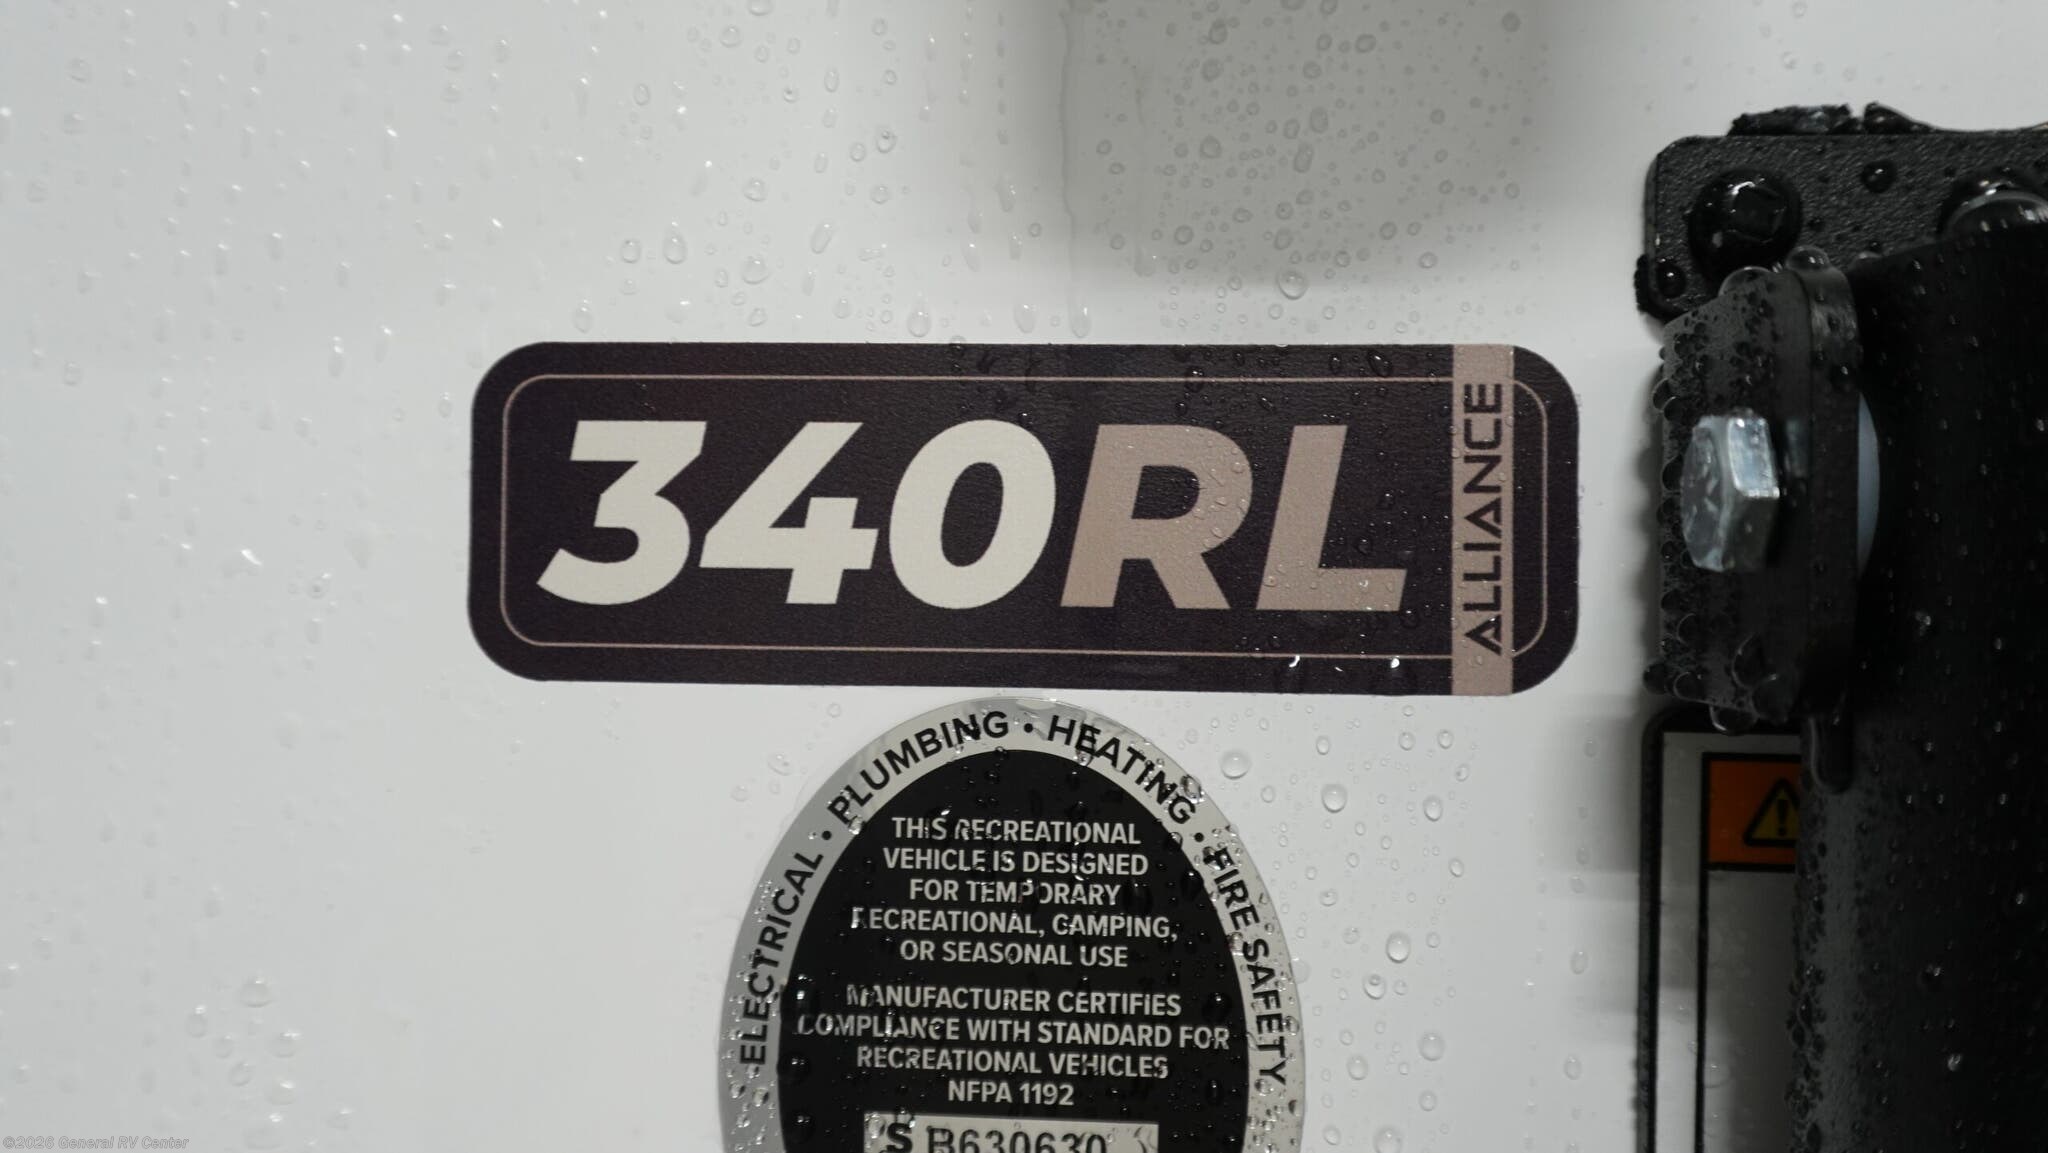 340RL
ALLIANCE
ELECTRICAL • PLUMBING • HEATING • FIRE SAFETY
THIS RECREATIONAL
VEHICLE IS DESIGNED
FOR TEMPORARY
RECREATIONAL, CAMPING,
OR SEASONAL USE
MANUFACTURER CERTIFIES
COMPLIANCE WITH STANDARD FOR
RECREATIONAL VEHICLES
NFPA 1192
S B630630
©2026 General RV Center